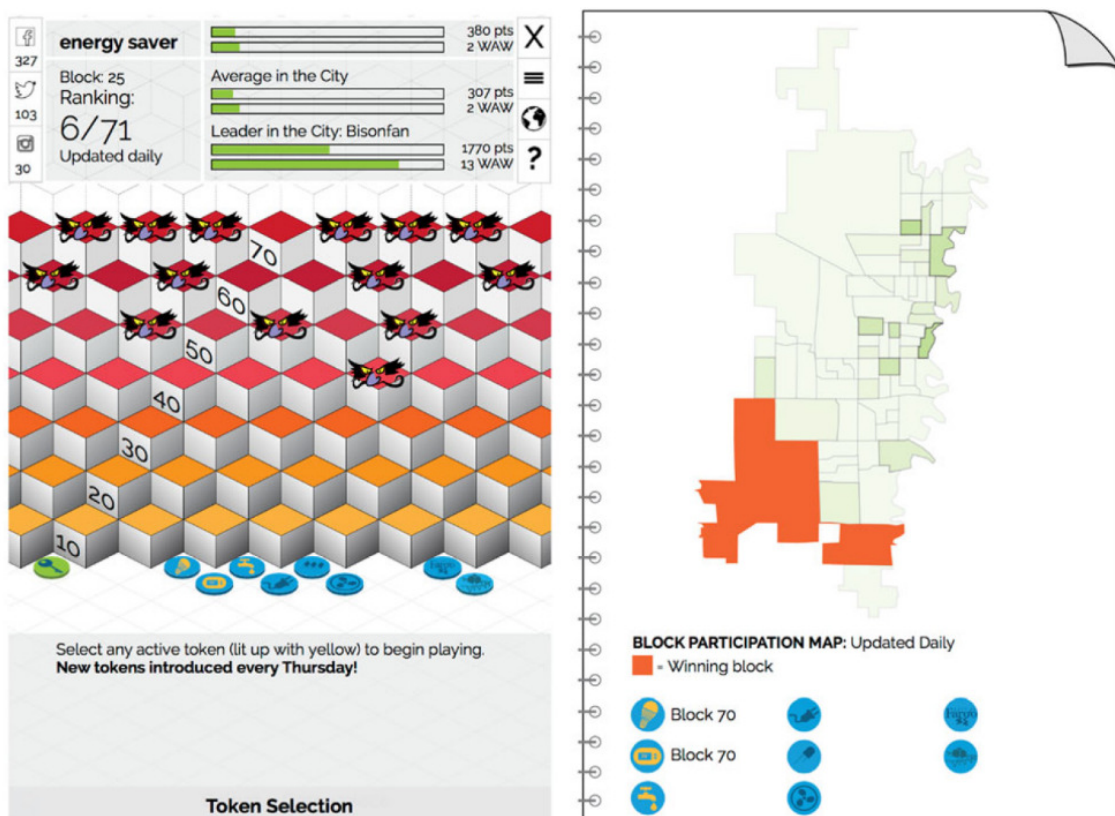 327
103
30
energy saver
Block: 25
Ranking:
6/71
Updated daily
380 pts
2 WAW
Average in the City
307 pts
2 WAW
Leader in the City: Bisonfan
1770 pts
13 WAW
X
?
70
60
50
40
30
20
10
Select any active token (lit up with yellow) to begin playing.
New tokens introduced every Thursday!
Token Selection
BLOCK PARTICIPATION MAP: Updated Daily
= Winning block
Block 70
Block 70
Fargo